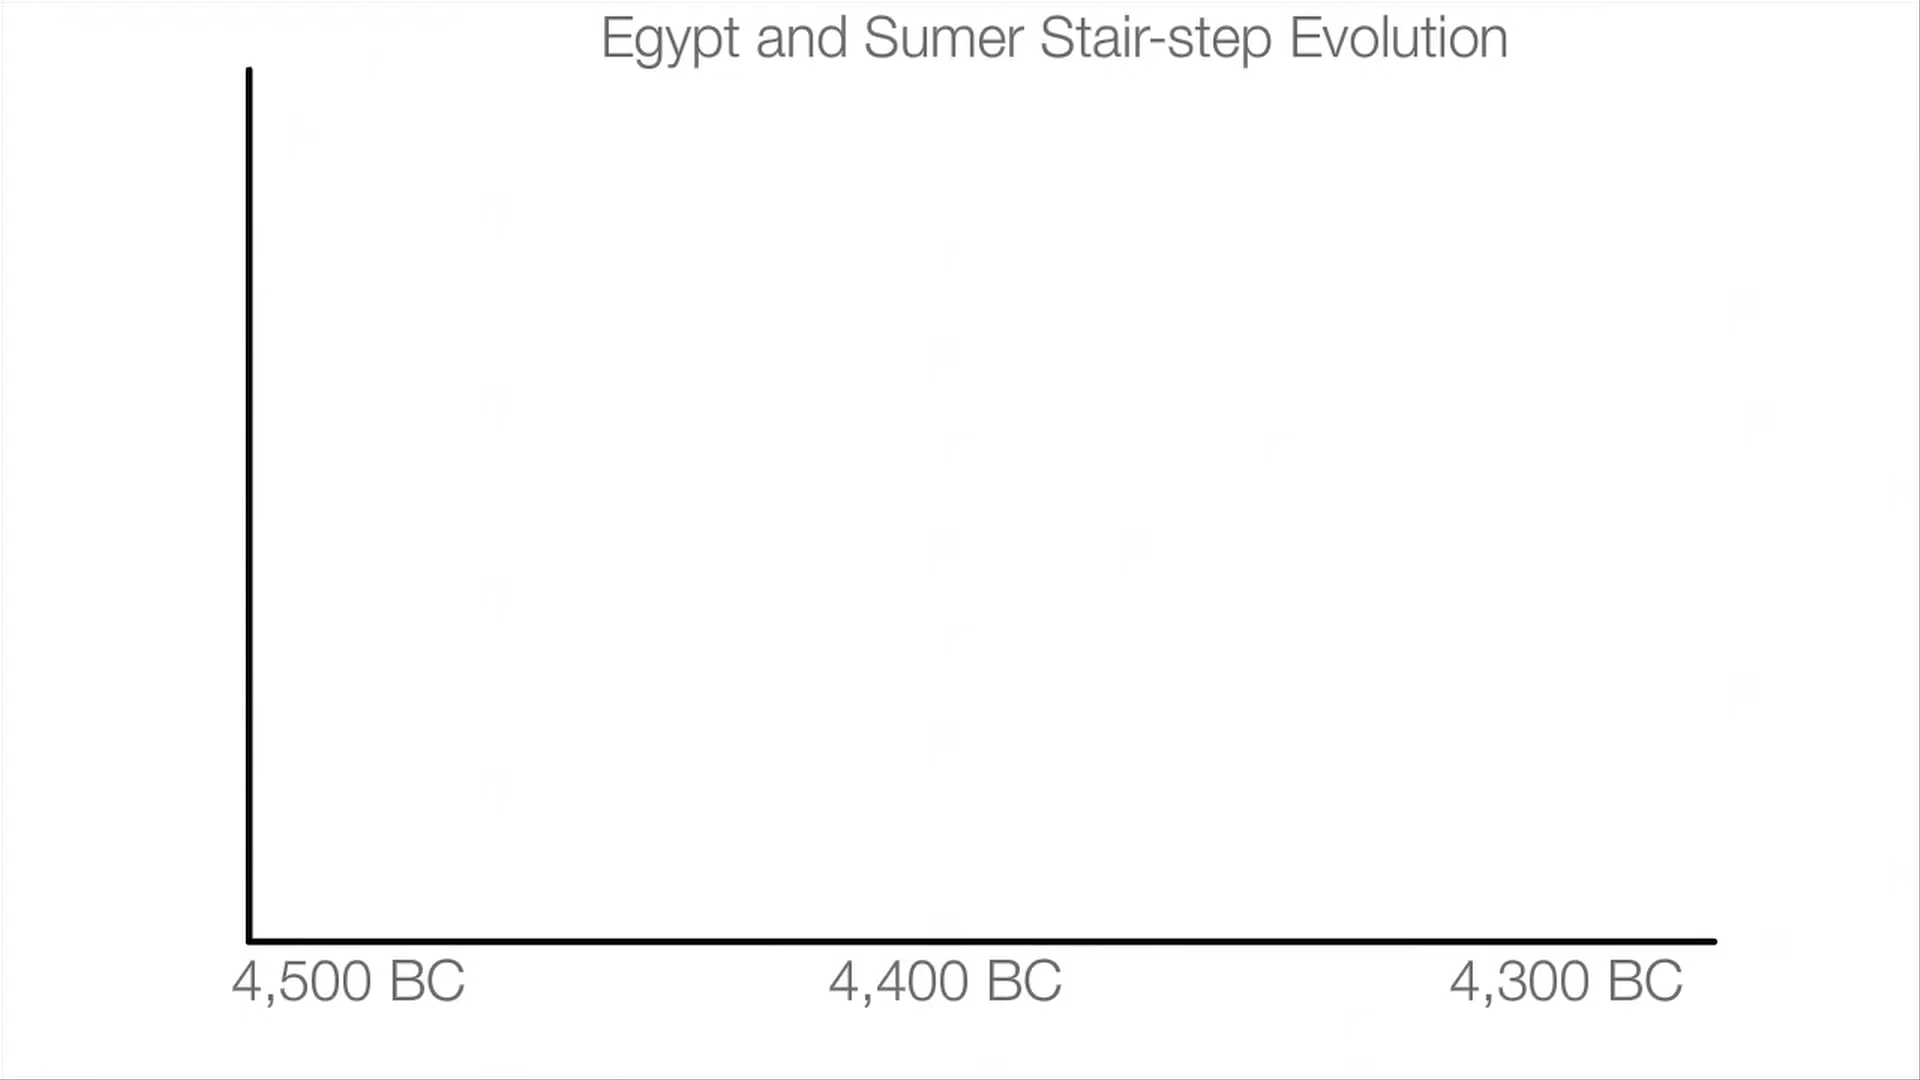 Egypt and Sumer Stair-step Evolution
4,500 BC 4,400 BC 4,300 BC